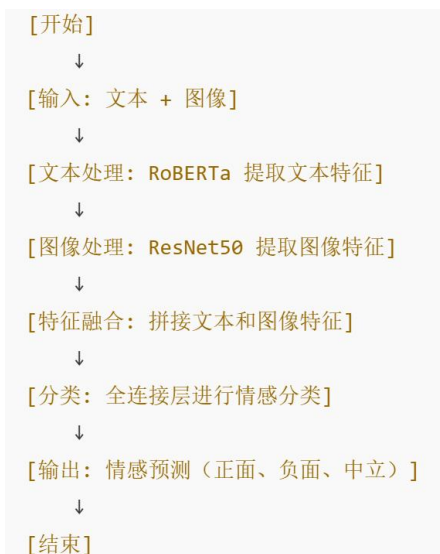 [开始]
↓
[输入: 文本 + 图像]
↓
[文本处理: RoBERTa 提取文本特征]
↓
[图像处理: ResNet50 提取图像特征]
↓
[特征融合: 拼接文本和图像特征]
↓
[分类: 全连接层进行情感分类]
↓
[输出: 情感预测（正面、负面、中立）]
↓
[结束]